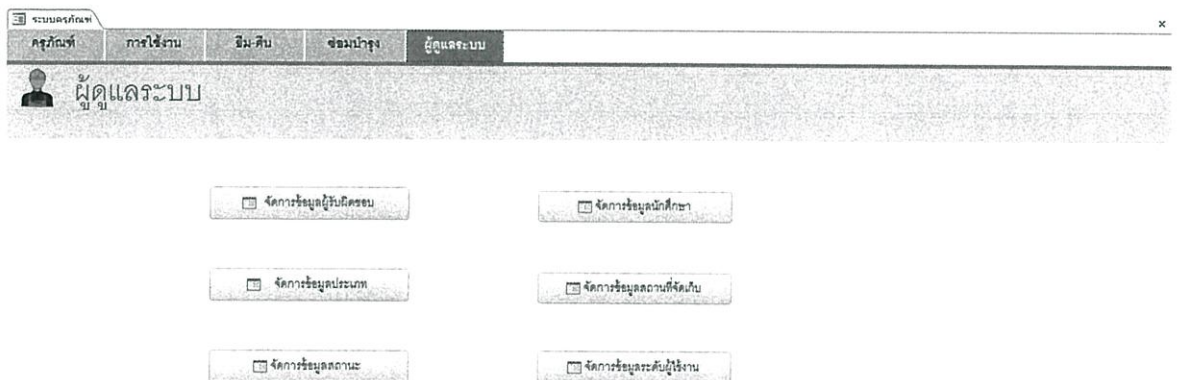 ระบบครุภัณฑ์
ครุภัณฑ์ การใช้งาน ยืม-คืน ซ่อมบำรุง ผู้ดูแลระบบ
ผู้ดูแลระบบ
จัดการข้อมูลผู้รับผิดชอบ จัดการข้อมูลนักศึกษา
จัดการข้อมูลประเภท จัดการข้อมูลสถานที่จัดเก็บ
จัดการข้อมูลสถานะ จัดการข้อมูลระดับผู้ใช้งาน